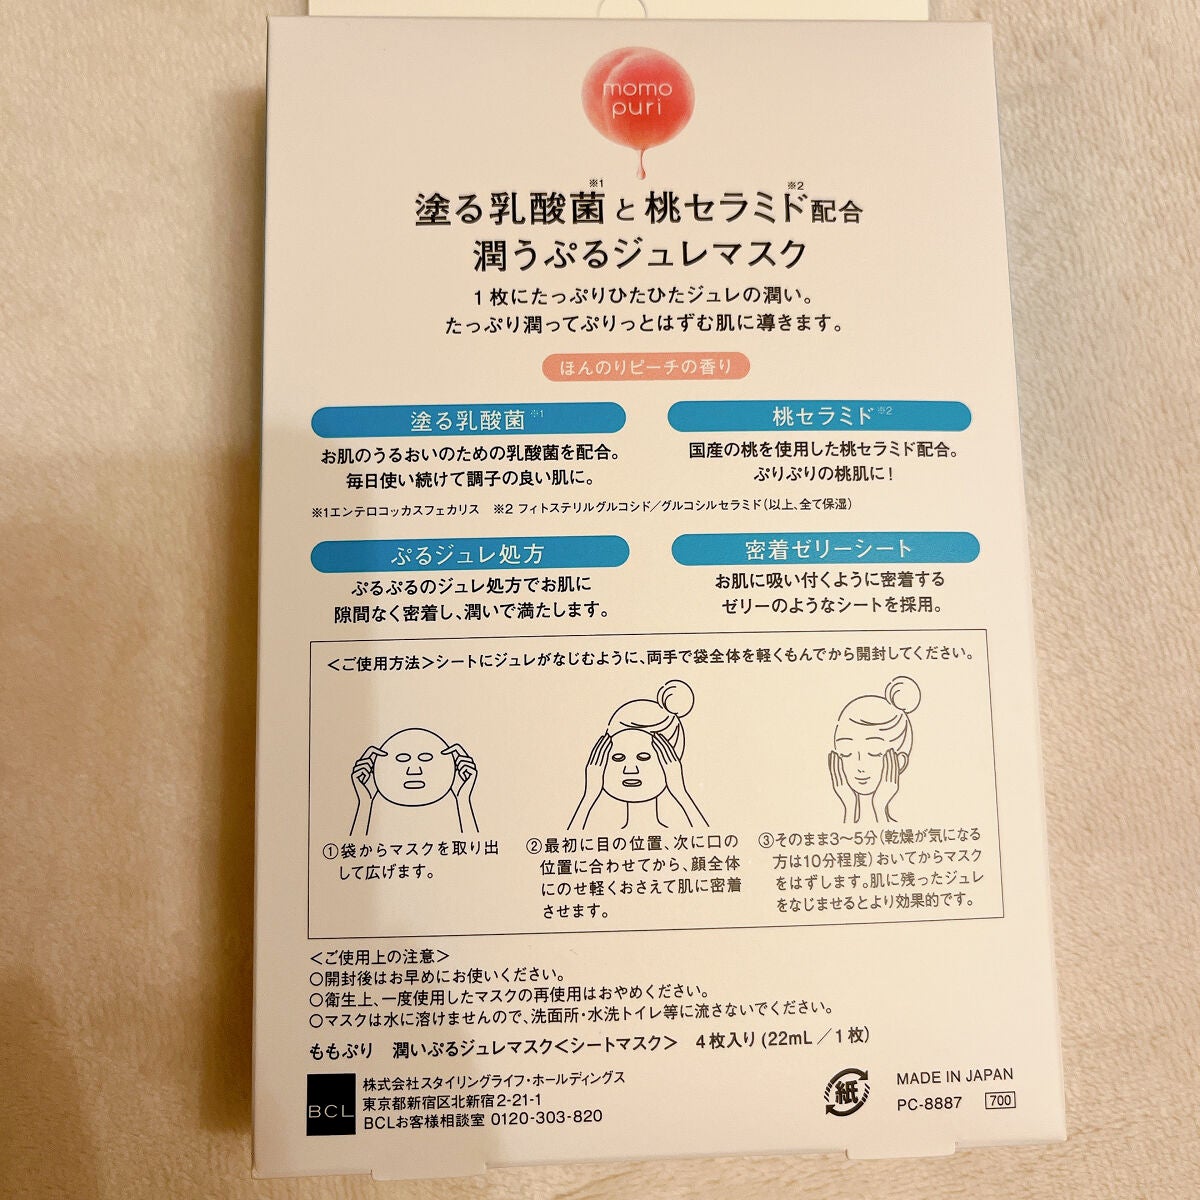 momo
puri
塗る乳酸菌※1と桃セラミド※2配合
潤うぷるジュレマスク
1枚にたっぷりひたひたジュレの潤い。
たっぷり潤ってぷりっとはずむ肌に導きます。
ほんのりピーチの香り
塗る乳酸菌※1
お肌のうるおいのための乳酸菌を配合。
毎日使い続けて調子の良い肌に。
桃セラミド※2
国産の桃を使用した桃セラミド配合。
ぷりぷりの桃肌に!
※1エンテロコッカスフェカリス ※2 フィトステリルグルコシド/グルコシルセラミド(以上、全て保湿)
ぷるジュレ処方
ぷるぷるのジュレ処方でお肌に
隙間なく密着し、潤いで満たします。
密着ゼリーシート
お肌に吸い付くように密着する
ゼリーのようなシートを採用。
<ご使用方法>シートにジュレがなじむように、両手で袋全体を軽くもんでから開封してください。
①袋からマスクを取り出
して広げます。
②最初に目の位置、次に口の
位置に合わせてから、顔全体
にのせ軽くおさえて肌に密着
させます。
③そのまま3〜5分(乾燥が気になる
方は10分程度)おいてからマスク
をはずします。肌に残ったジュレ
をなじませるとより効果的です。
<ご使用上の注意>
○開封後はお早めにお使いください。
○衛生上、一度使用したマスクの再使用はおやめください。
○マスクは水に溶けませんので、洗面所・水洗トイレ等に流さないでください。
ももぷり 潤いぷるジュレマスク<シートマスク> 4枚入り(22mL/1枚)
BCL
株式会社スタイリングライフ・ホールディングス
東京都新宿区北新宿2-21-1
BCLお客様相談室 0120-303-820
紙
MADE IN JAPAN
PC-8887 700